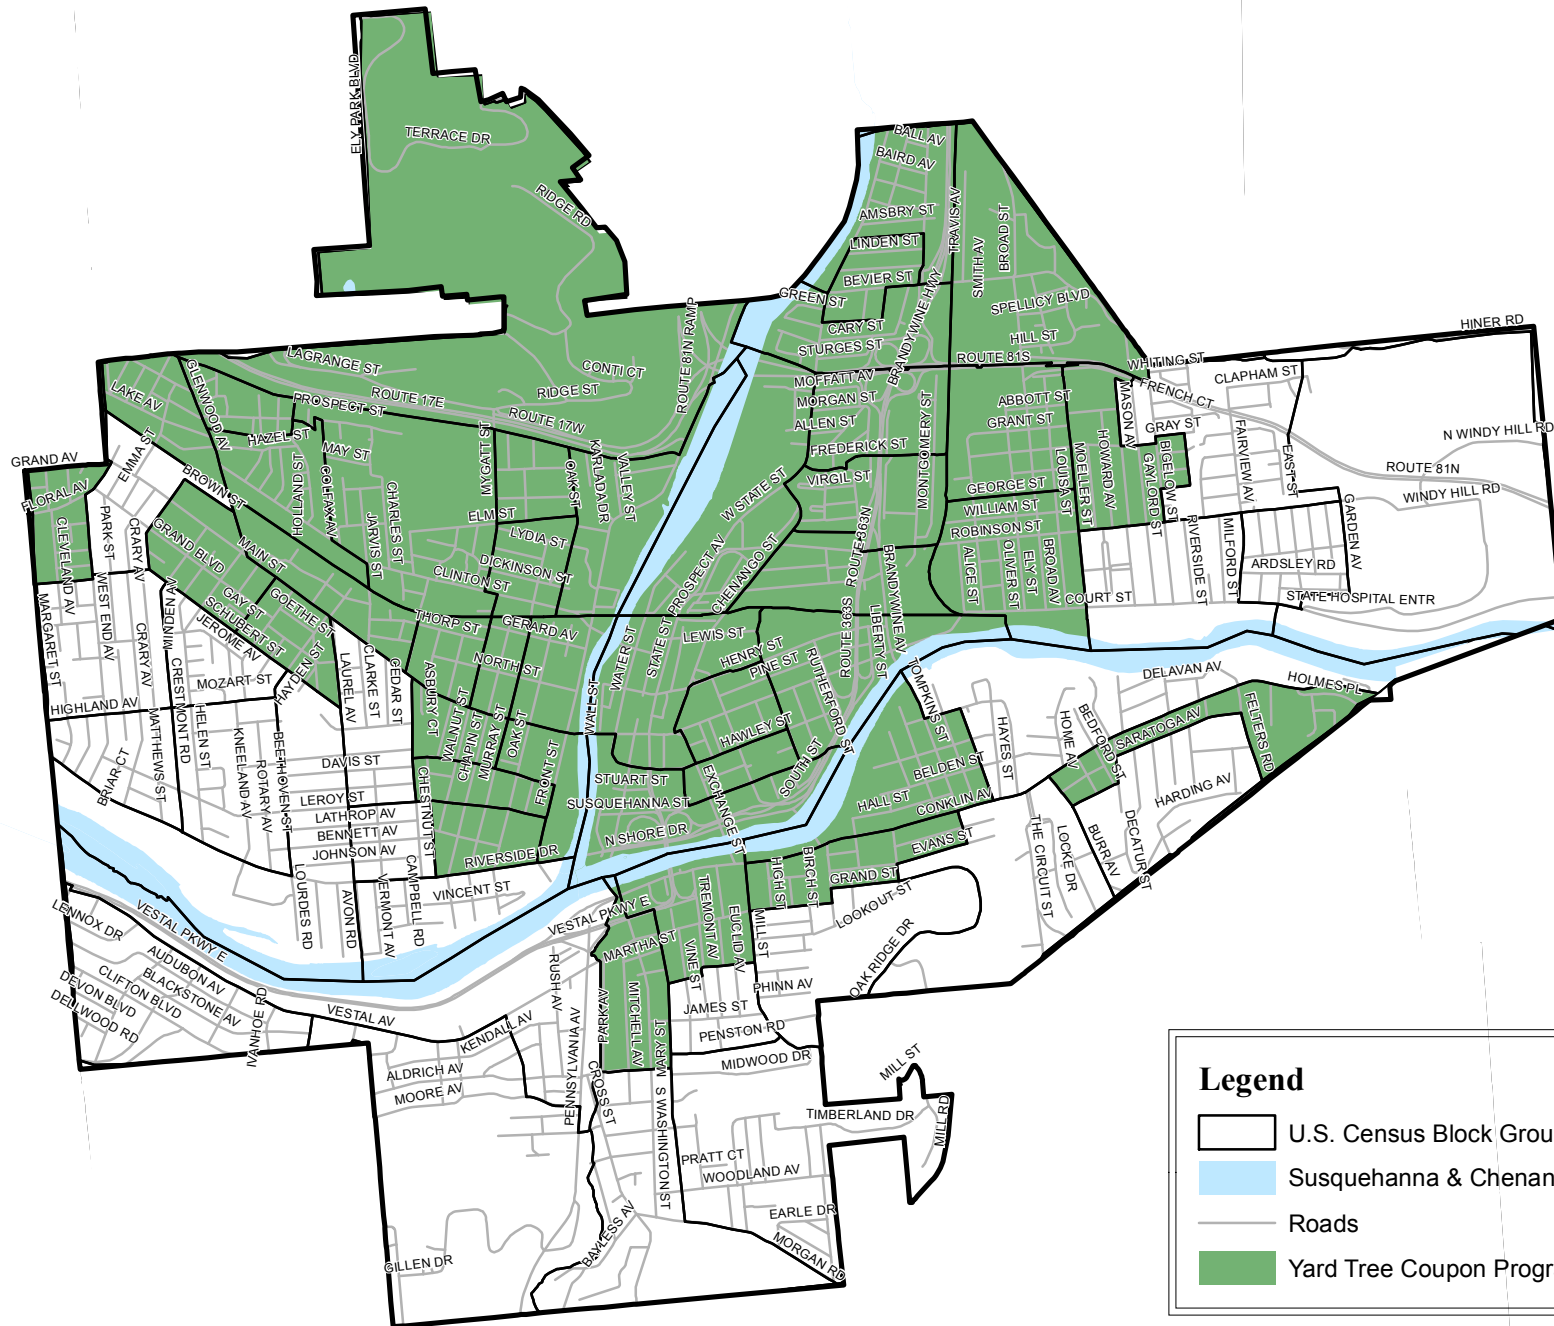 ELY PARK BLVD
TERRACE DR
RIDGE RD
BALL AV
BAIRD AV
AMSBRY ST
LINDEN ST
BEVIER ST
TRAVIS AV
SMITH AV
BROAD ST
GREEN ST
CARY ST
STURGES ST
BRANDYWINE HWY
SPELLICY BLVD
HILL ST
ROUTE 81S
HINER RD
WHITING ST
CLAPHAM ST
LAGRANGE ST
CONTI CT
ROUTE 81N RAMP
RIDGE ST
ROUTE 17E
ROUTE 17W
PROSPECT ST
GLENWOOD AV
LAKE AV
MOFFATT AV
MORGAN ST
ALLEN ST
FREDERICK ST
VIRGIL ST
MONTGOMERY ST
ABBOTT ST
GRANT ST
MASON AV
FRENCH CT
GRAY ST
FAIRVIEW AV
EAST ST
N WINDY HILL RD
ROUTE 81N
WINDY HILL RD
GRAND AV
EMMA ST
HAZEL ST
MAY ST
HOLLAND ST
COLFAX AV
MYGATT ST
OAK ST
KARLADA DR
VALLEY ST
W STATE ST
LOUISA ST
MOELLER ST
HOWARD AV
BIGELOW ST
GAYLORD ST
RIVERSIDE ST
MILFORD ST
GARDEN AV
FLORAL AV
CLEVELAND AV
PARK ST
CRARY AV
BROWN ST
GRAND BLVD
MAIN ST
CHARLES ST
JARVIS ST
ELM ST
LYDIA ST
DICKINSON ST
CLINTON ST
PROSPECT AV
CHENANGO ST
ROUTE 363N
GEORGE ST
WILLIAM ST
ROBINSON ST
ALICE ST
OLIVER ST
ELY ST
BROAD AV
COURT ST
ARDSLEY RD
STATE HOSPITAL ENTR
MARGARET ST
WEST END AV
CRARY AV
MINDEN AV
GAY ST
SCHUBERT ST
JEROME AV
GOETHE ST
THORP ST
GERARD AV
NORTH ST
WATER ST
STATE ST
LEWIS ST
HENRY ST
PINE ST
RUTHERFORD ST
ROUTE 363S
LIBERTY ST
BRANDYWINE AV
TOMPKINS ST
DELAVAN AV
HOLMES PL
HIGHLAND AV
CRESTMONT RD
MOZART ST
HAYDEN ST
LAUREL AV
CLARKE ST
CEDAR ST
ASBURY CT
WALNUT ST
CHAPIN ST
MURRAY ST
OAK ST
WALL ST
HAWLEY ST
HAYES ST
HOME AV
BEDFORD ST
SARATOGA AV
FELTERS RD
BRIAR CT
MATTHEWS ST
HELEN ST
KNEELAND AV
ROTARY AV
BEETHOVEN ST
DAVIS ST
LEROY ST
LATHROP AV
BENNETT AV
JOHNSON AV
CHESTNUT ST
FRONT ST
STUART ST
SUSQUEHANNA ST
EXCHANGE ST
SOUTH ST
BELDEN ST
HALL ST
CONKLIN AV
HARDING AV
N SHORE DR
RIVERSIDE DR
EVANS ST
THE CIRCUIT ST
LOCKE DR
BURR AV
DECATUR ST
LOURDES RD
AVON RD
VERMONT AV
CAMPBELL RD
VINCENT ST
HIGH ST
BIRCH ST
GRAND ST
LOOKOUT ST
LENNOX DR
VESTAL PKWY E
VESTAL PKWY E
TREMONT AV
EUCLID AV
MILL ST
MARTHA ST
VINE ST
OAK RIDGE DR
AUDUBON AV
BLACKSTONE AV
CLIFTON BLVD
DEVON BLVD
DELLWOOD RD
IVANHOE RD
VESTAL AV
KENDALL AV
RUSH AV
PENNSYLVANIA AV
PARK AV
MITCHELL AV
MARY ST
JAMES ST
PHINN AV
PENSTON RD
MIDWOOD DR
ALDRICH AV
MOORE AV
CROSS ST
S WASHINGTON ST
MILL ST
TIMBERLAND DR
MILL RD
PRATT CT
WOODLAND AV
EARLE DR
MORGAN RD
BAYLESS AV
GILLEN DR
Legend
U.S. Census Block Grou
Susquehanna & Chenan
Roads
Yard Tree Coupon Progr